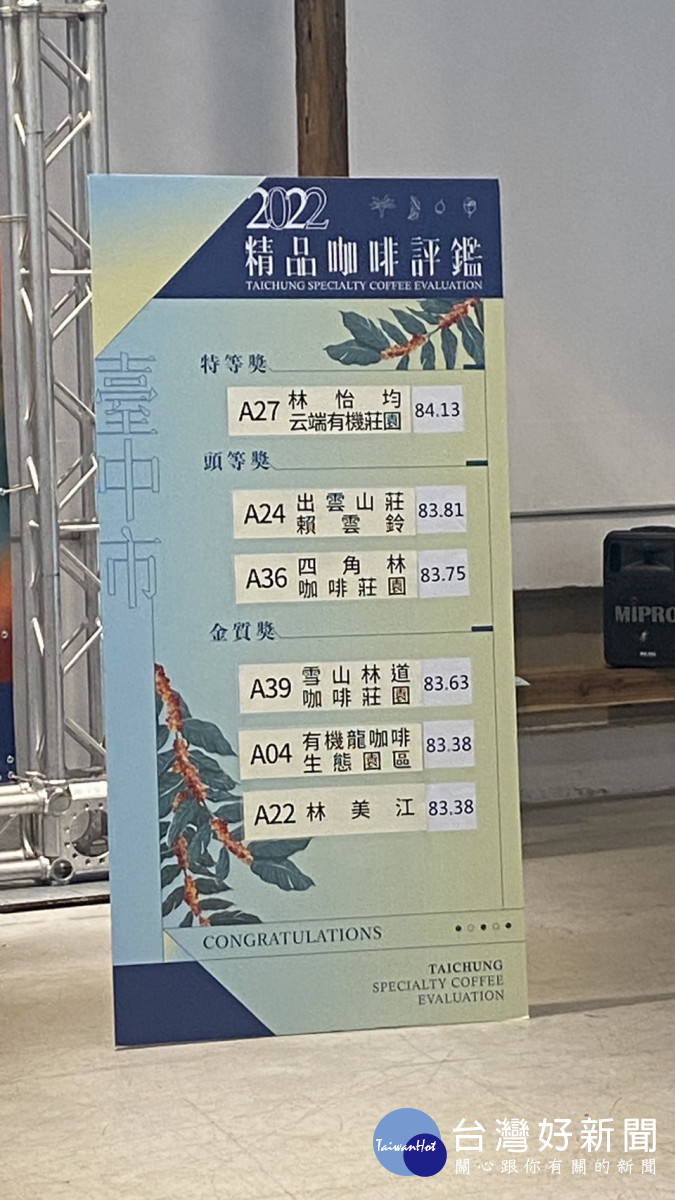 2022
精品咖啡評鑑
TAICHUNG SPECIALTY COFFEE EVALUATION
臺中市
特等獎
A27 林怡均 84.13
云端有機莊園
頭等獎
A24 出雲山莊 83.81
賴雲鈴
A36 四角林 83.75
咖啡莊園
金質獎
A39 雪山林道 83.63
咖啡莊園
A04 有機龍咖啡 83.38
生態園區
A22 林美江 83.38
CONGRATULATIONS
TAICHUNG
SPECIALTY COFFEE
EVALUATION
MIPRO
TaiwanHot
台灣好新聞
關心跟你有關的新聞